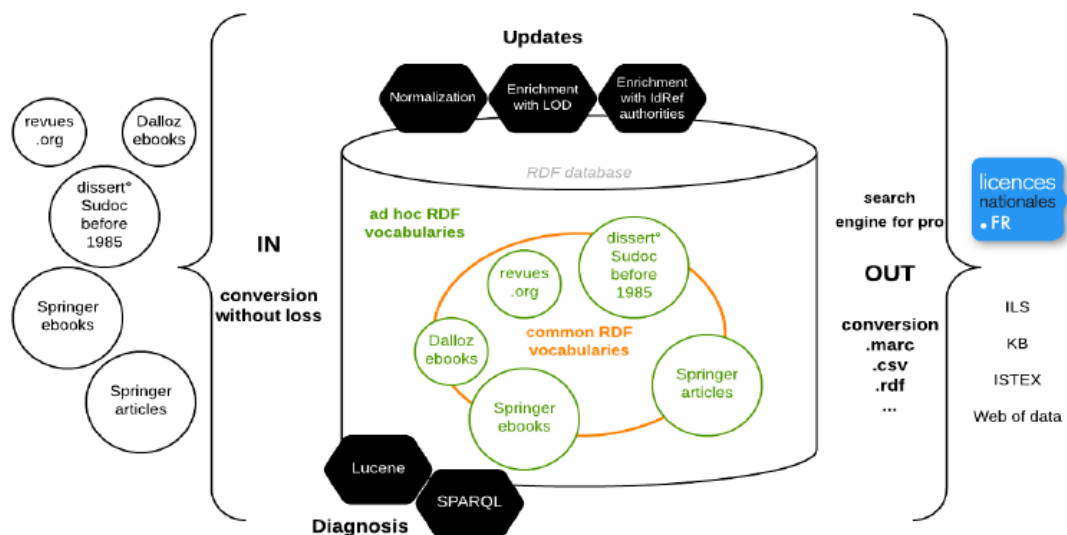 Updates
Normalization
Enrichment
with LOD
Enrichment
with IdRef
authorities
revues
.org
Dalloz
ebooks
dissert°
Sudoc
before
1985
Springer
ebooks
Springer
articles
IN
conversion
without loss
RDF database
ad hoc RDF
vocabularies
dissert°
Sudoc
before
1985
revues
.org
common RDF
vocabularies
Dalloz
ebooks
Springer
ebooks
Springer
articles
Lucene
SPARQL
Diagnosis
search
engine for pro
OUT
conversion
.marc
.csv
.rdf
...
licences
nationales
.FR
ILS
KB
ISTEX
Web of data